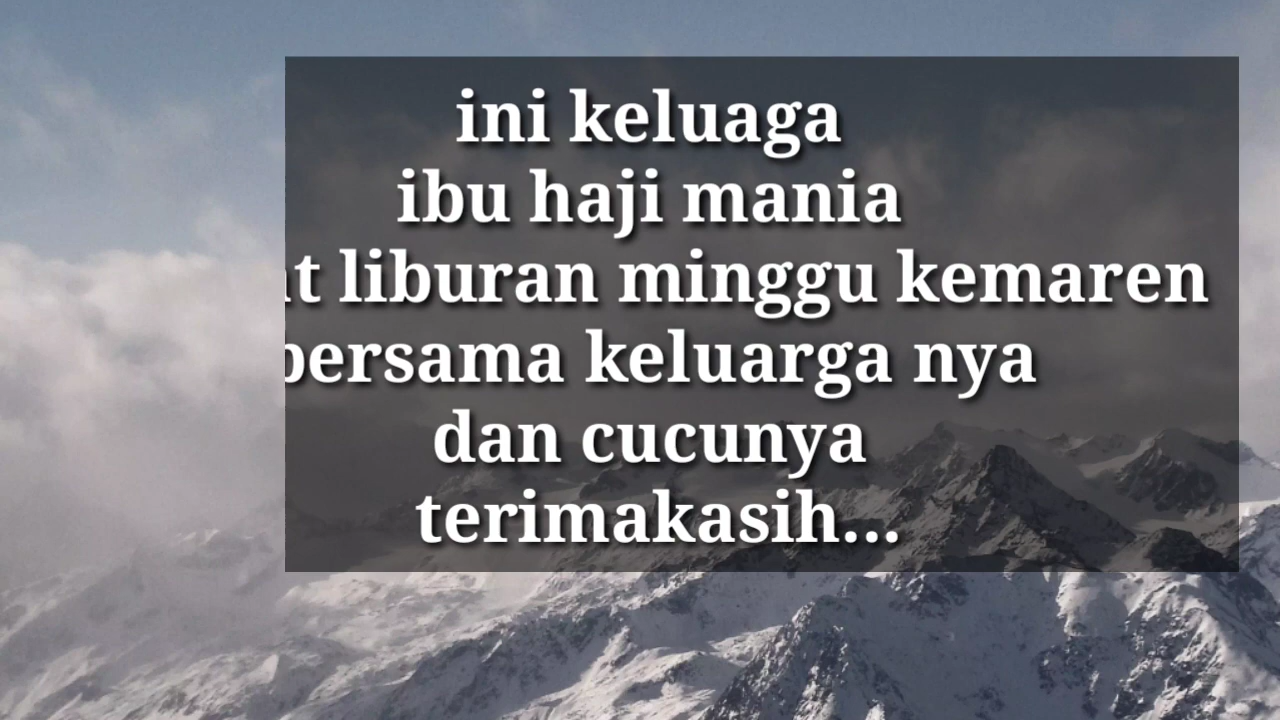 ini keluaga
ibu haji mania
liburan minggu kemaren
bersama keluarga nya
dan cucunya
terimakasih...